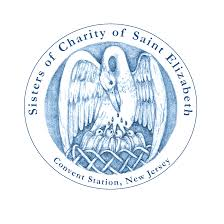 Sisters of Charity of Saint Elizabeth
Convent Station, New Jersey